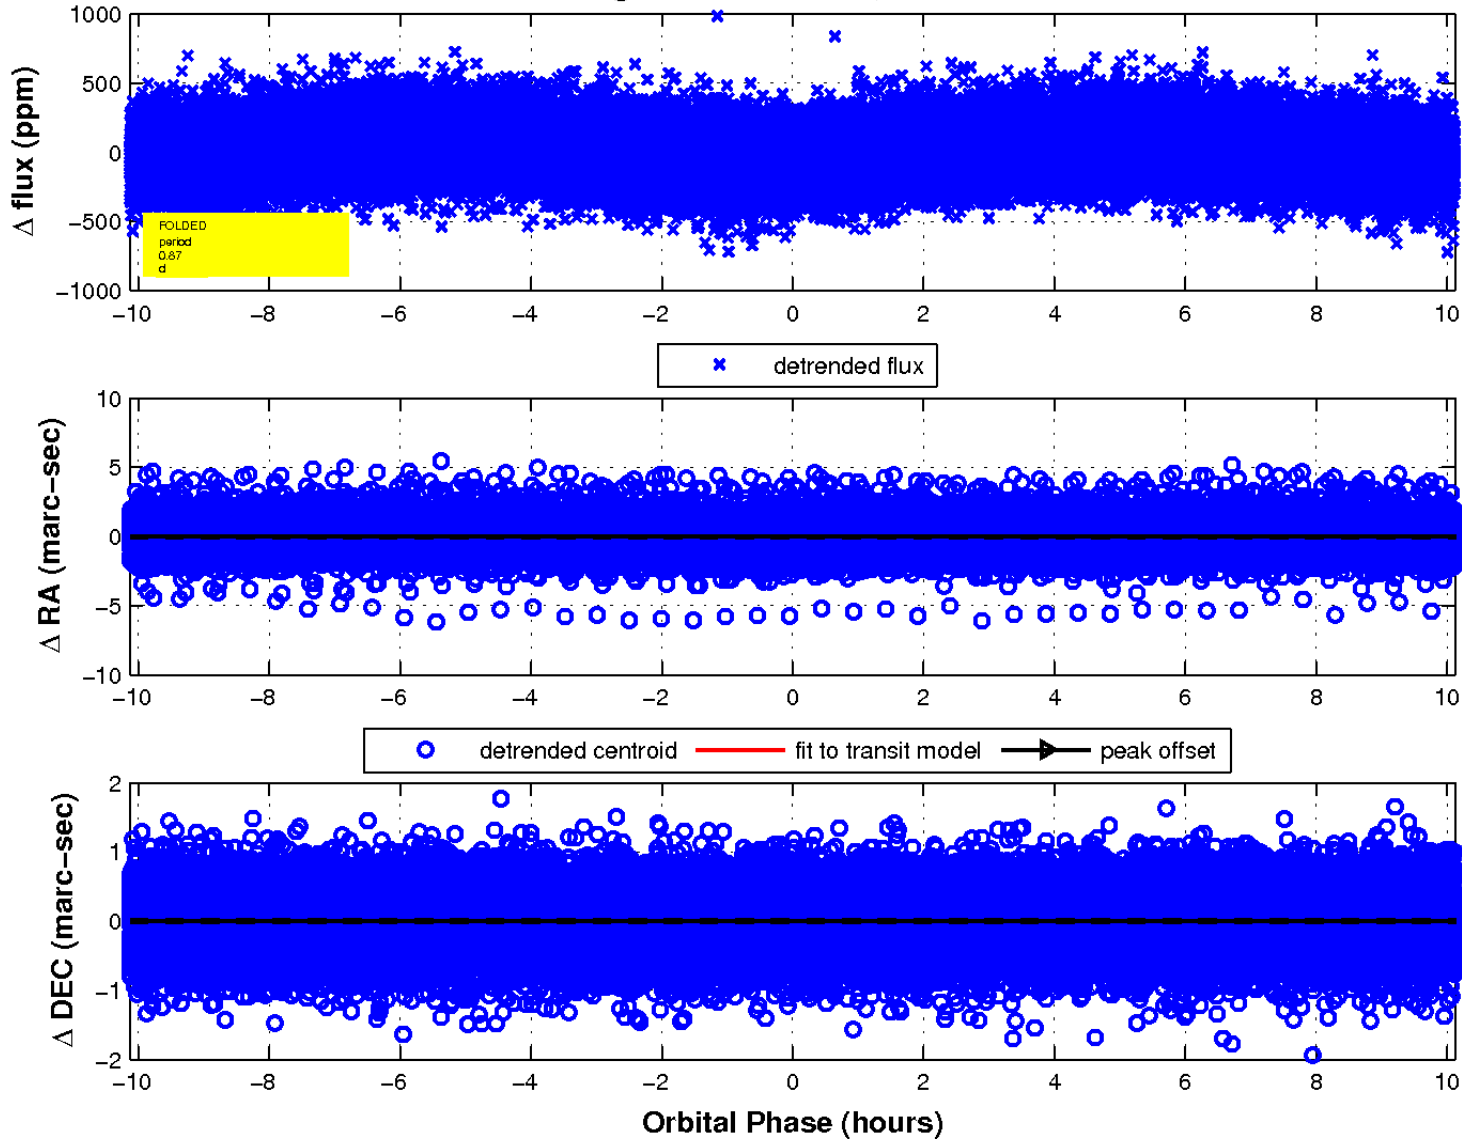 1000
500
0
−500
−1000
Δ flux (ppm)
FOLDED
period
0.87
d
−10 −8 −6 −4 −2 0 2 4 6 8 10
detrended flux
10
5
0
−5
−10
Δ RA (marc−sec)
−10 −8 −6 −4 −2 0 2 4 6 8 10
detrended centroid fit to transit model peak offset
2
1
0
−1
−2
Δ DEC (marc−sec)
−10 −8 −6 −4 −2 0 2 4 6 8 10
Orbital Phase (hours)